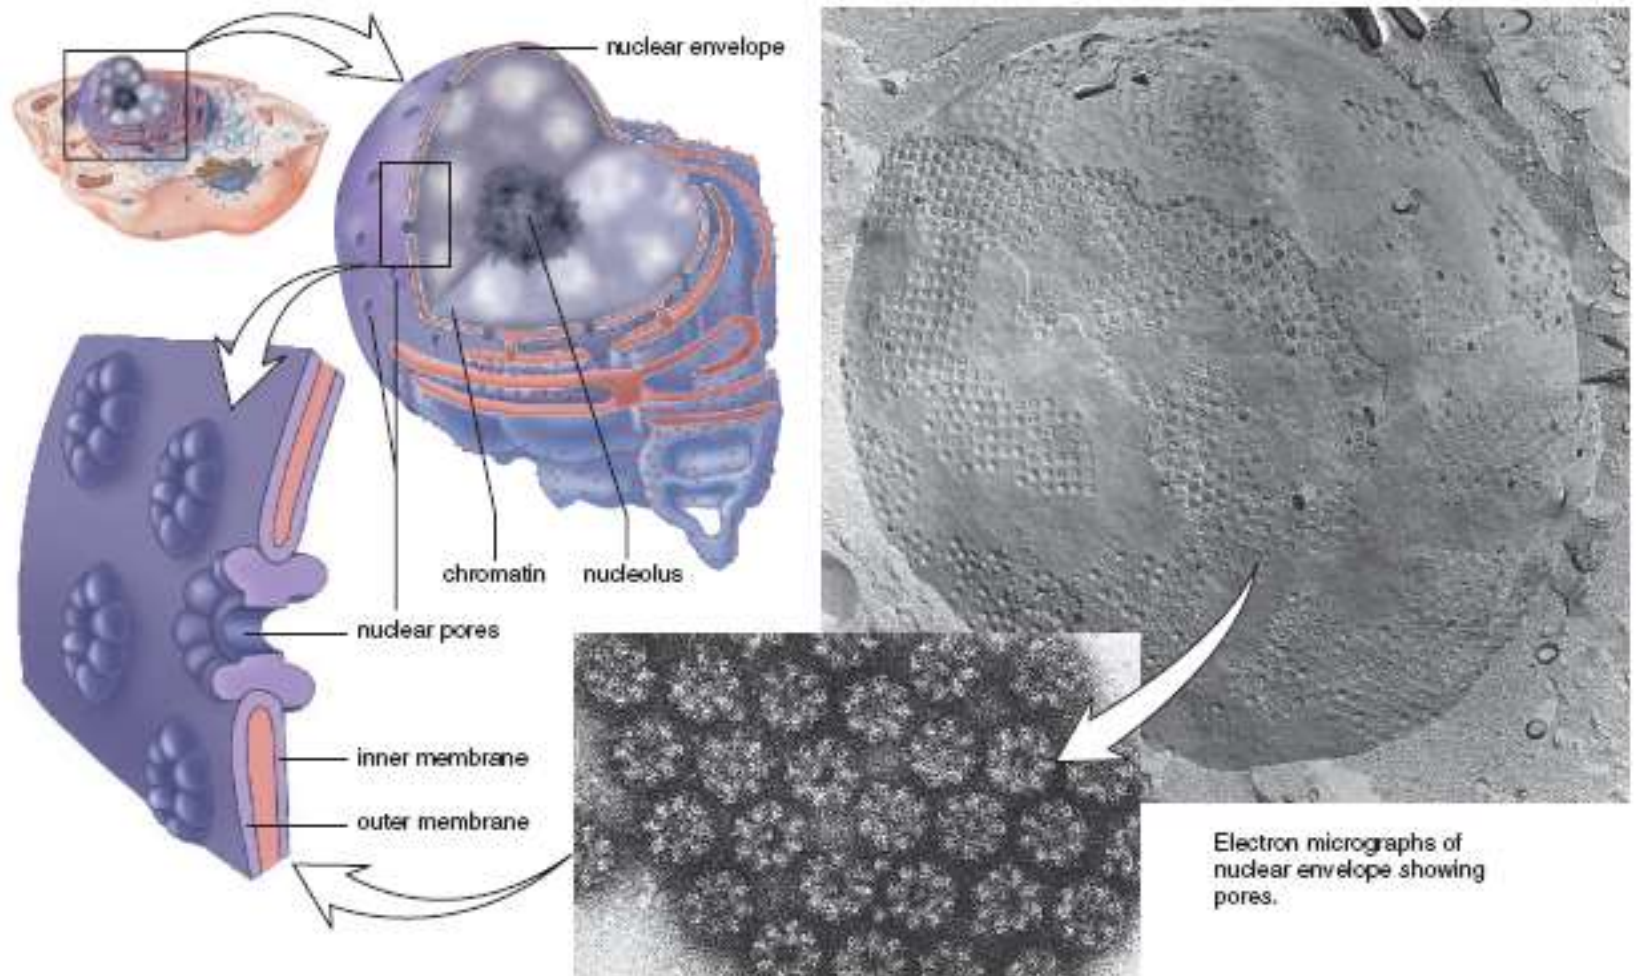 nuclear envelope
chromatin
nucleolus
nuclear pores
inner membrane
outer membrane
Electron micrographs of
nuclear envelope showing
pores.